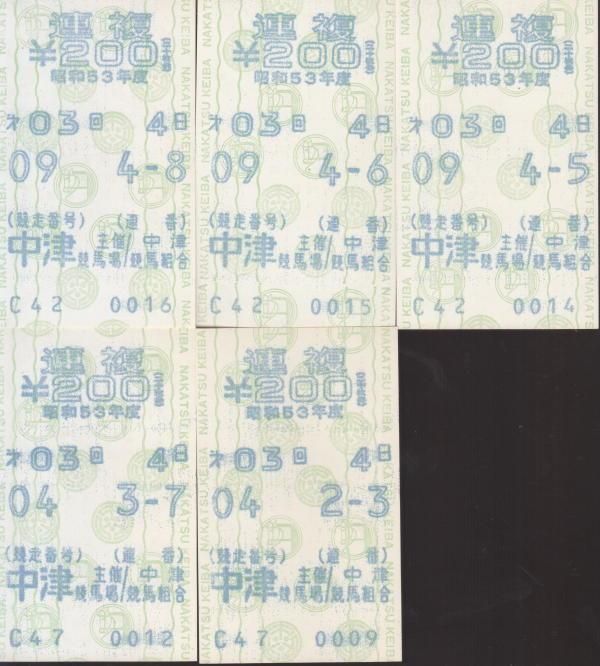 連複
¥200
昭和53年度
才03回 4日
09 4-8
(競走番号) (連番)
中津 主催/中津
競馬場/競馬組合
C42 0016
連複
¥200
昭和53年度
才03回 4日
09 4-6
(競走番号) (連番)
中津 主催/中津
競馬場/競馬組合
C42 0015
連複
¥200
昭和53年度
才03回 4日
09 4-5
(競走番号) (連番)
中津 主催/中津
競馬場/競馬組合
C42 0014
連複
¥200
昭和53年度
才03回 4日
04 3-7
(競走番号) (連番)
中津 主催/中津
競馬場/競馬組合
C47 0012
連複
¥200
昭和53年度
才03回 4日
04 2-3
(競走番号) (連番)
中津 主催/中津
競馬場/競馬組合
C47 0009
NAKATSU KEIBA